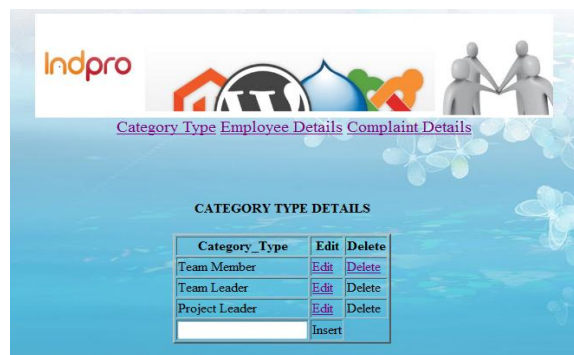 Indpro
W
Category Type Employee Details Complaint Details
CATEGORY TYPE DETAILS
Category_Type Edit Delete
Team Member Edit Delete
Team Leader Edit Delete
Project Leader Edit Delete
Insert